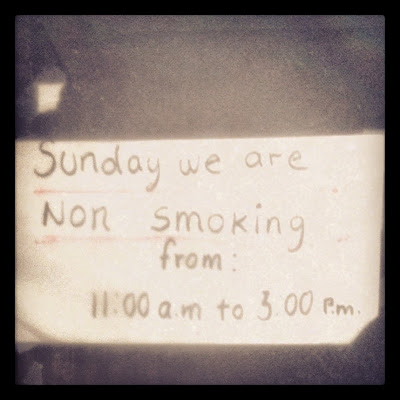 Sunday we are
Non smoking
from:
11:00 a.m to 3.00 P.m.